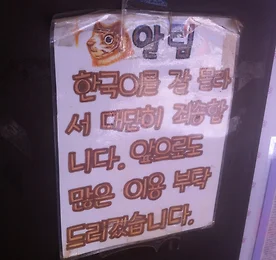 알림
한국어를 잘 몰라
서 대단히 죄송합
니다. 앞으로도
많은 이용 부탁
드리겠습니다.